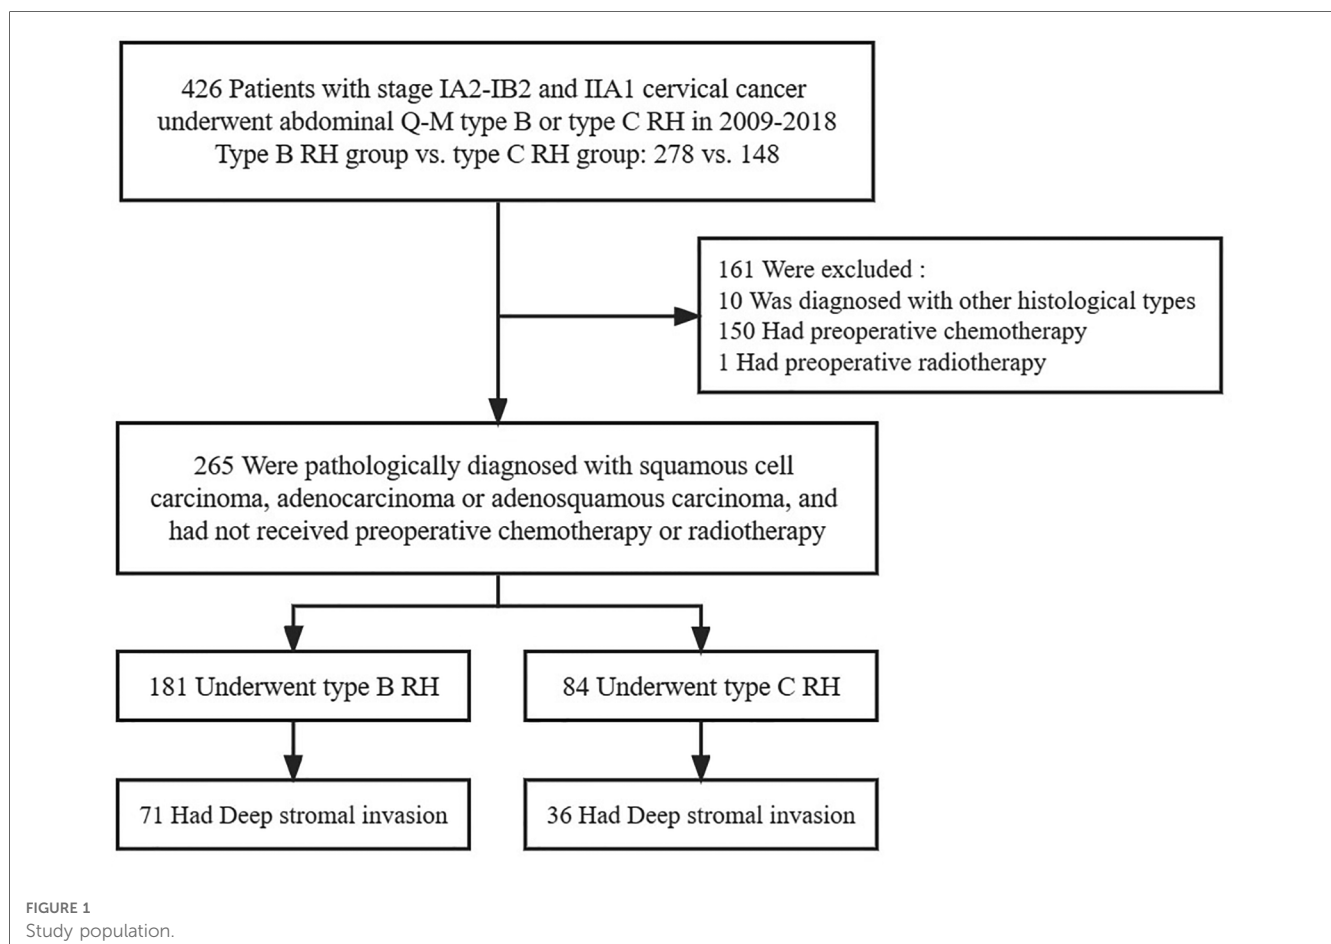 426 Patients with stage IA2-IB2 and IIA1 cervical cancer
underwent abdominal Q-M type B or type C RH in 2009-2018
Type B RH group vs. type C RH group: 278 vs. 148
161 Were excluded :
10 Was diagnosed with other histological types
150 Had preoperative chemotherapy
1 Had preoperative radiotherapy
265 Were pathologically diagnosed with squamous cell
carcinoma, adenocarcinoma or adenosquamous carcinoma, and
had not received preoperative chemotherapy or radiotherapy
181 Underwent type B RH
84 Underwent type C RH
71 Had Deep stromal invasion
36 Had Deep stromal invasion
FIGURE 1
Study population.